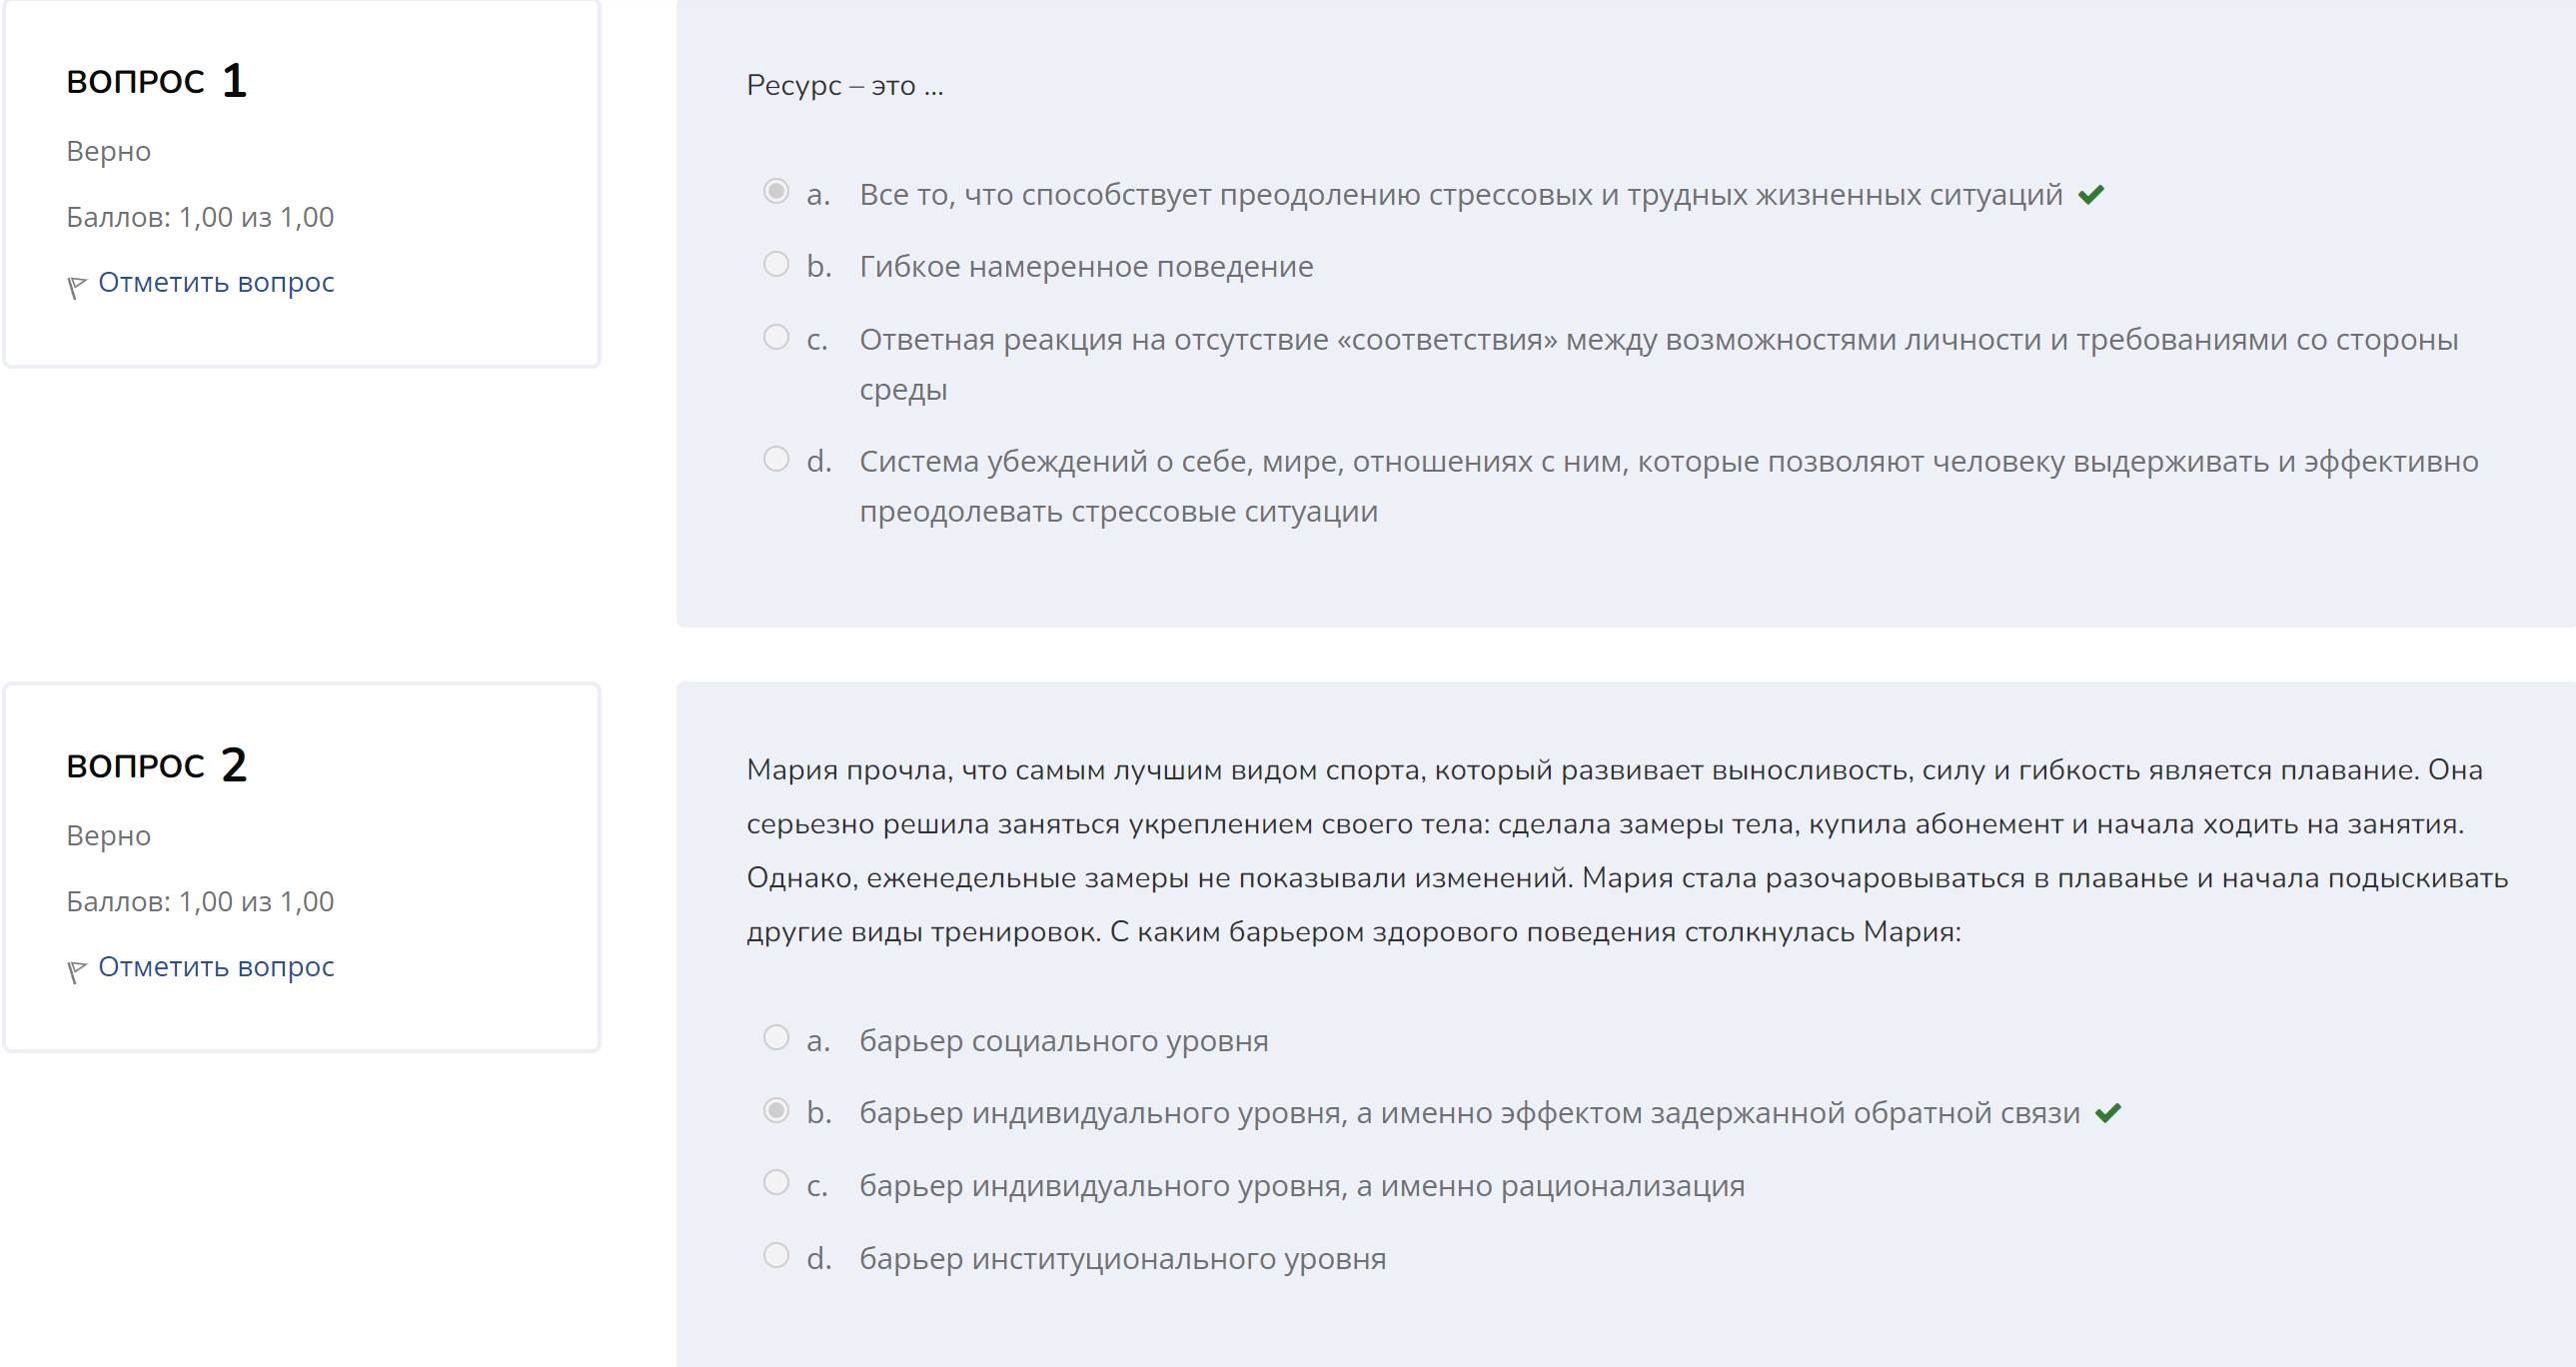 ВОПРОС 1
Верно
Баллов: 1,00 из 1,00
Отметить вопрос
Ресурс – это ...
a. Все то, что способствует преодолению стрессовых и трудных жизненных ситуаций
b. Гибкое намеренное поведение
c. Ответная реакция на отсутствие «соответствия» между возможностями личности и требованиями со стороны
среды
d. Система убеждений о себе, мире, отношениях с ним, которые позволяют человеку выдерживать и эффективно
преодолевать стрессовые ситуации
ВОПРОС 2
Верно
Баллов: 1,00 из 1,00
Отметить вопрос
Мария прочла, что самым лучшим видом спорта, который развивает выносливость, силу и гибкость является плавание. Она
серьезно решила заняться укреплением своего тела: сделала замеры тела, купила абонемент и начала ходить на занятия.
Однако, еженедельные замеры не показывали изменений. Мария стала разочаровываться в плаванье и начала подыскивать
другие виды тренировок. С каким барьером здорового поведения столкнулась Мария:
a. барьер социального уровня
b. барьер индивидуального уровня, а именно эффектом задержанной обратной связи
c. барьер индивидуального уровня, а именно рационализация
d. барьер институционального уровня